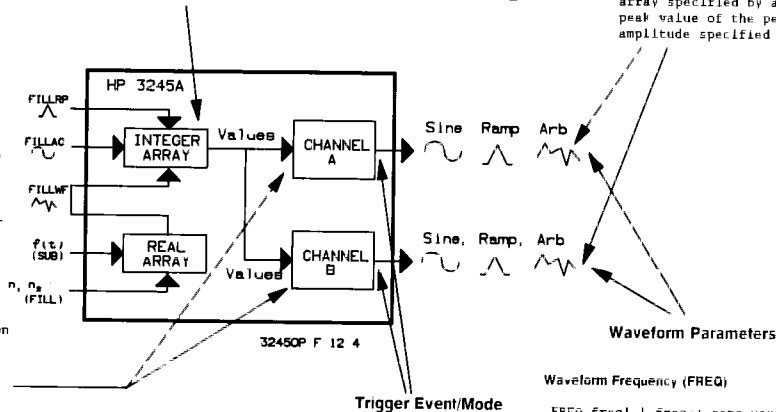 array specified by a
peak value of the pe
amplitude specified
HP 3245A
FILLRP
FILLAC
FILLWF
INTEGER
ARRAY
Values
CHANNEL
A
Sine Ramp Arb
f(t)
(SUB)
REAL
ARRAY
n, n₂
(FILL)
Values
CHANNEL
B
Sine, Ramp, Arb
en
32450P F 12 4
Waveform Parameters
Trigger Event/Mode
Waveform Frequency (FREQ)